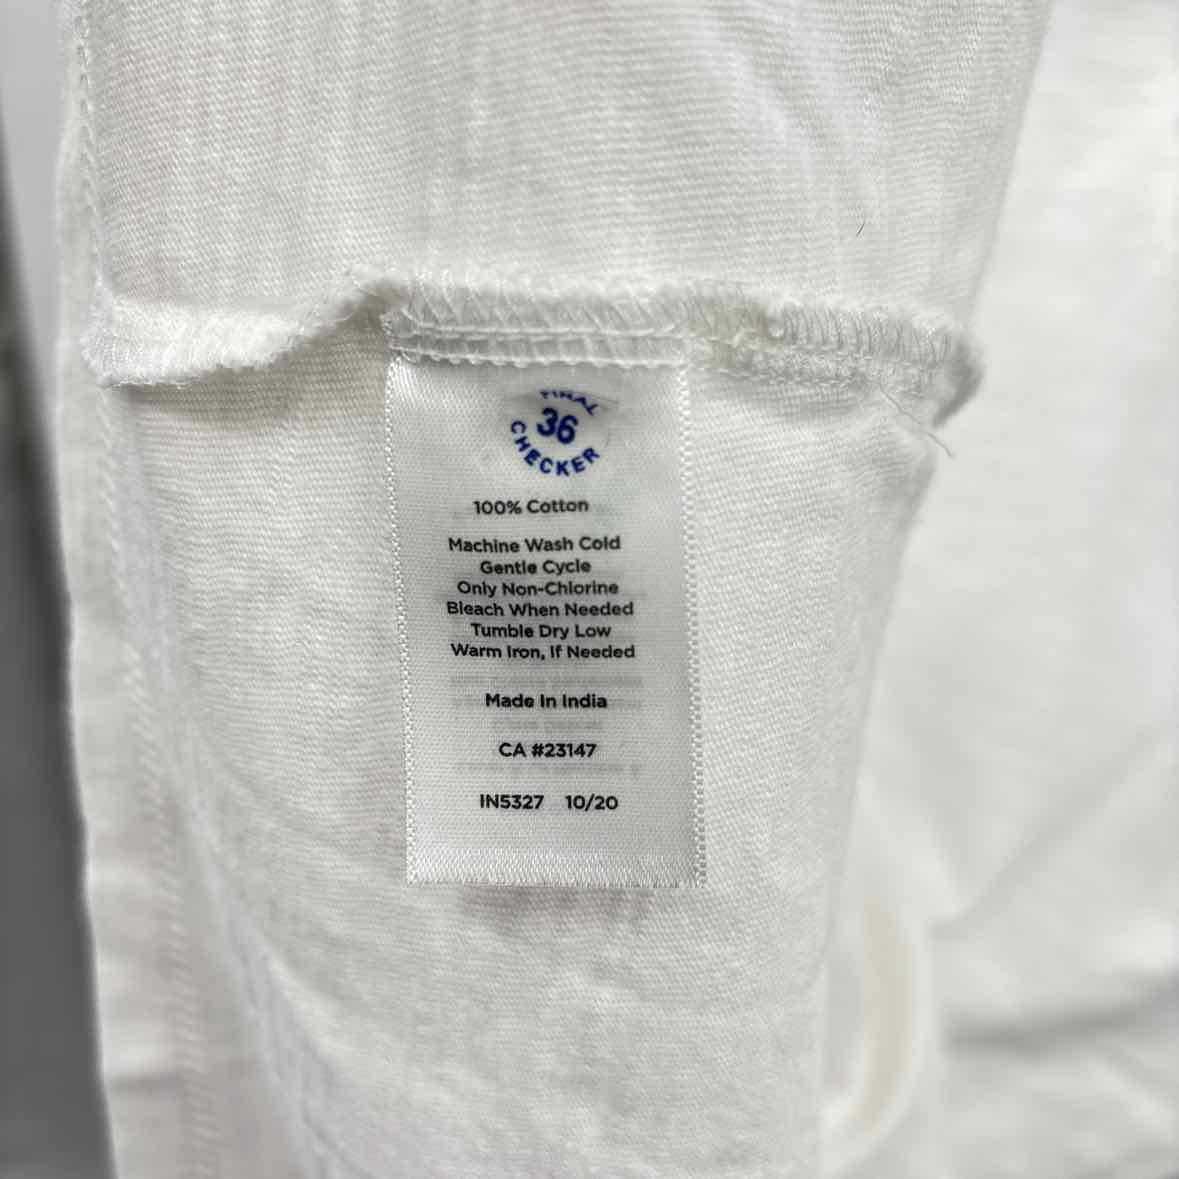 FINAL
36
CHECKER
100% Cotton
Machine Wash Cold
Gentle Cycle
Only Non-Chlorine
Bleach When Needed
Tumble Dry Low
Warm Iron, If Needed
Made In India
CA #23147
IN5327 10/20